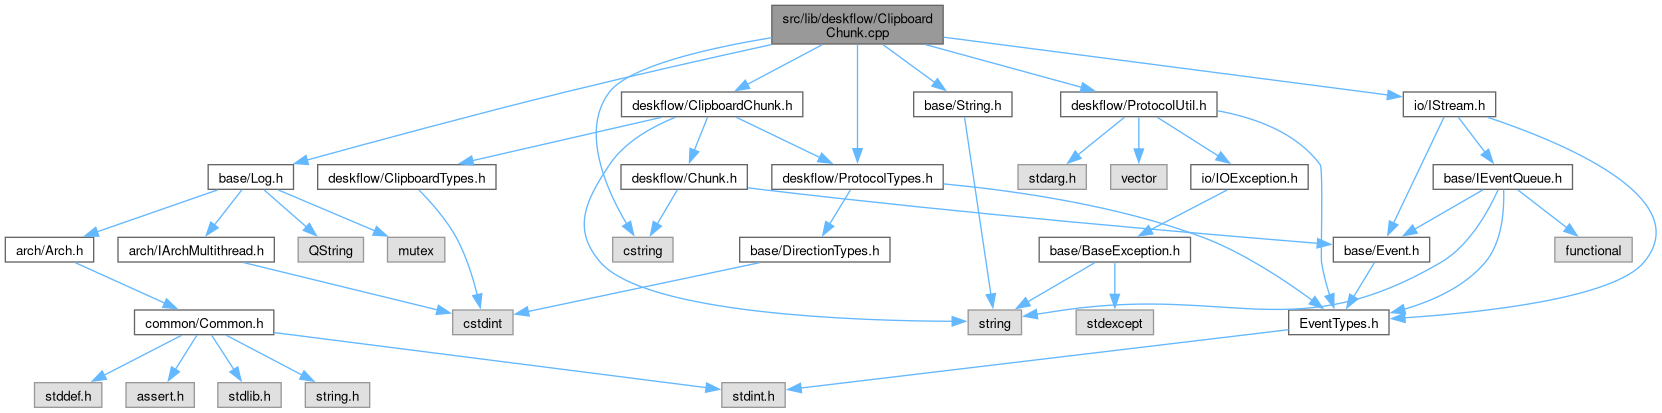 src/lib/deskflow/Clipboard
Chunk.cpp
deskflow/ClipboardChunk.h
base/String.h
deskflow/ProtocolUtil.h
io/IStream.h
base/Log.h
deskflow/ClipboardTypes.h
deskflow/Chunk.h
deskflow/ProtocolTypes.h
stdarg.h
vector
io/IOException.h
base/IEventQueue.h
arch/Arch.h
arch/IArchMultithread.h
QString
mutex
cstring
base/DirectionTypes.h
base/BaseException.h
base/Event.h
functional
common/Common.h
cstdint
string
stdexcept
EventTypes.h
stddef.h
assert.h
stdlib.h
string.h
stdint.h